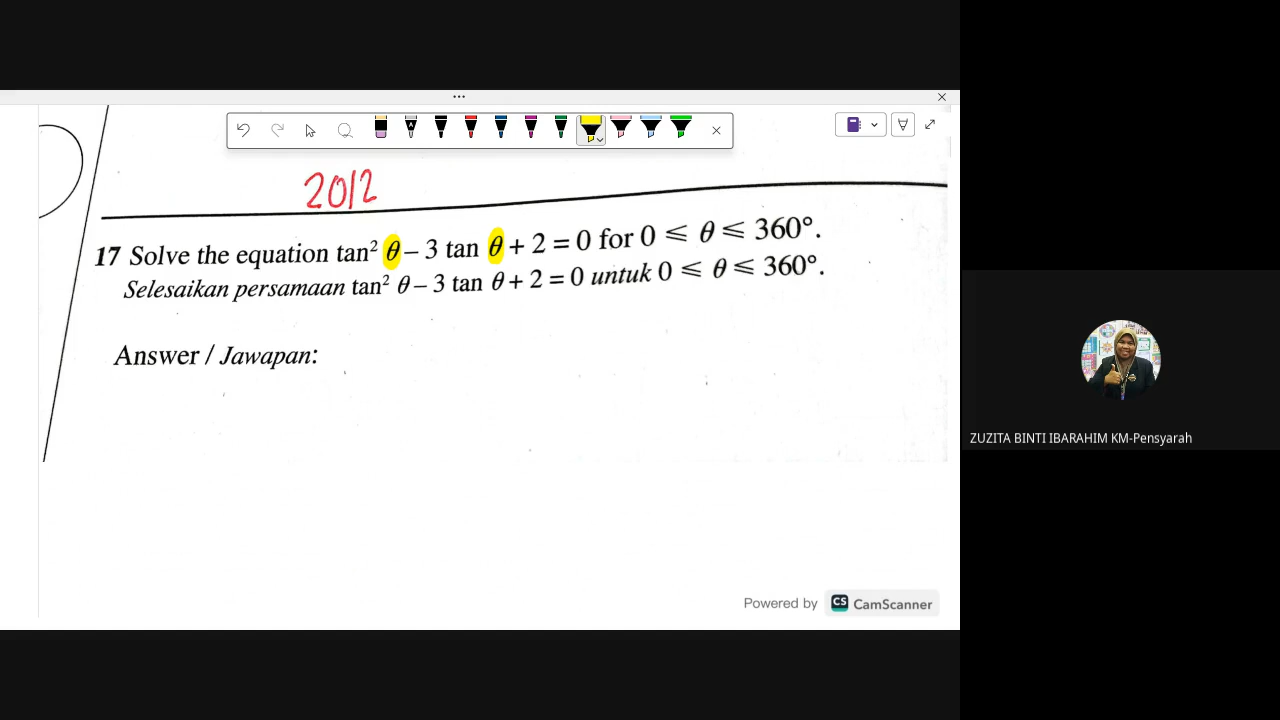 2012
17 Solve the equation tan² θ – 3 tan θ + 2 = 0 for 0 ⩽ θ ⩽ 360°.
Selesaikan persamaan tan² θ – 3 tan θ + 2 = 0 untuk 0 ⩽ θ ⩽ 360°.
Answer / Jawapan:
ZUZITA BINTI IBARAHIM KM-Pensyarah
Powered by CS CamScanner